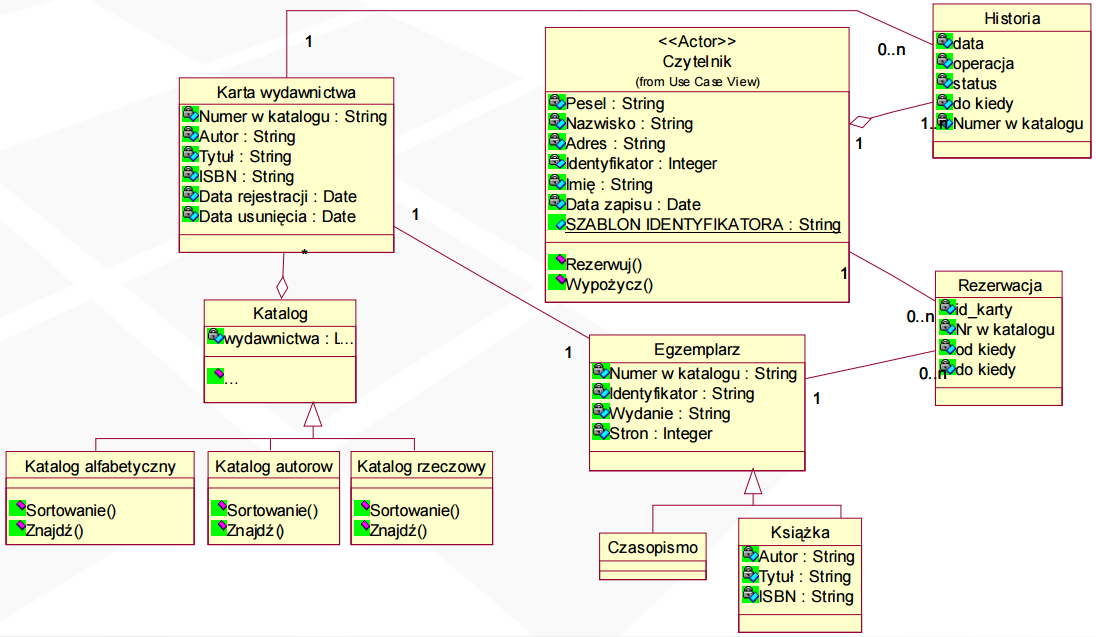 Karta wydawnictwa
Numer w katalogu : String
Autor : String
Tytuł : String
ISBN : String
Data rejestracji : Date
Data usunięcia : Date
1
*
1
Katalog
wydawnictwa : L...
...
Katalog alfabetyczny
Sortowanie()
Znajdź()
Katalog autorow
Sortowanie()
Znajdź()
Katalog rzeczowy
Sortowanie()
Znajdź()
<<Actor>>
Czytelnik
(from Use Case View)
Pesel : String
Nazwisko : String
Adres : String
Identyfikator : Integer
Imię : String
Data zapisu : Date
SZABLON IDENTYFIKATORA : String
Rezerwuj()
Wypożycz()
1
1
Historia
data
operacja
status
do kiedy
Numer w katalogu
0..n
1..n
Rezerwacja
id_karty
Nr w katalogu
od kiedy
do kiedy
0..n
0..n
Egzemplarz
Numer w katalogu : String
Identyfikator : String
Wydanie : String
Stron : Integer
1
1
Czasopismo
Książka
Autor : String
Tytuł : String
ISBN : String